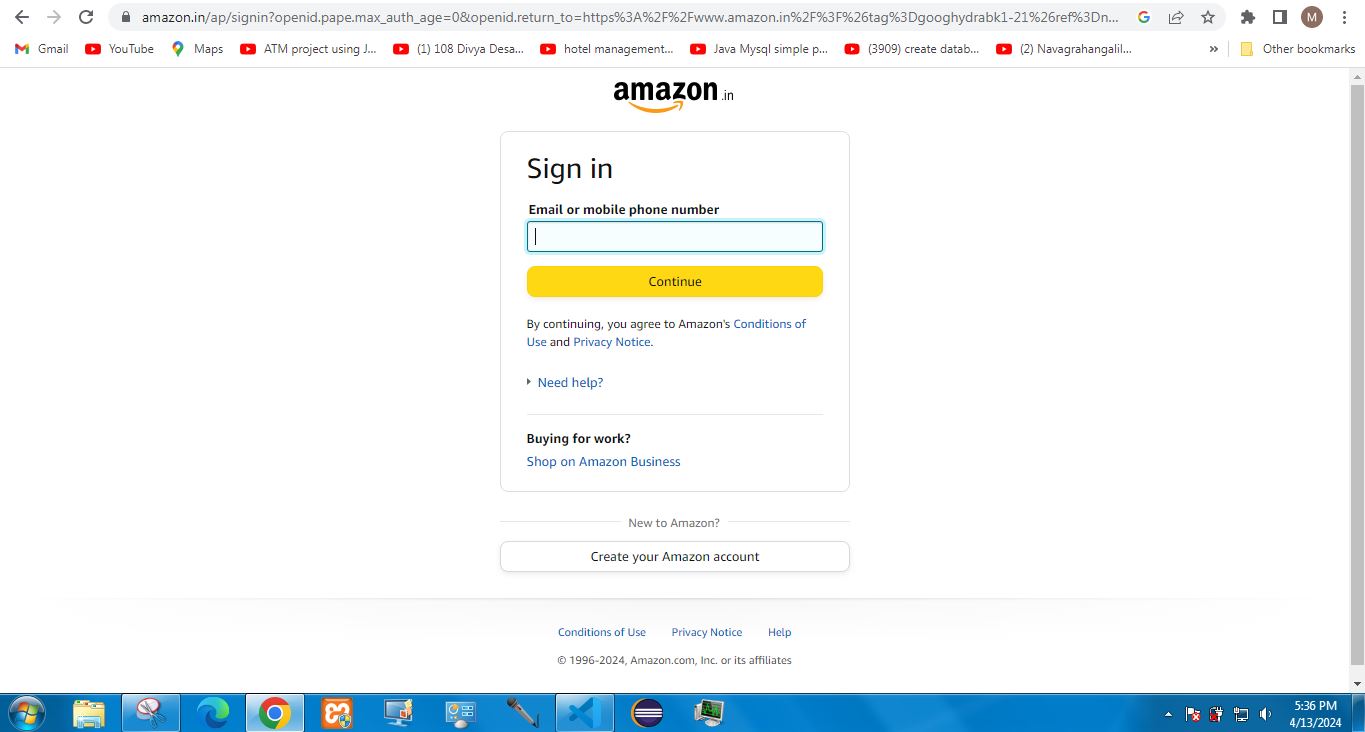 amazon.in/ap/signin?openid.pape.max_auth_age=0&openid.return_to=https%3A%2F%2Fwww.amazon.in%2F%3F%26tag%3Dgooghydrabk1-21%26ref%3Dn...
M
Gmail YouTube Maps ATM project using J... (1) 108 Divya Desa... hotel management... Java Mysql simple p... (3909) create datab... (2) Navagrahangalil... » Other bookmarks
amazon.in
Sign in
Email or mobile phone number
Continue
By continuing, you agree to Amazon's Conditions of
Use and Privacy Notice.
Need help?
Buying for work?
Shop on Amazon Business
New to Amazon?
Create your Amazon account
Conditions of Use Privacy Notice Help
© 1996-2024, Amazon.com, Inc. or its affiliates
5:36 PM
4/13/2024